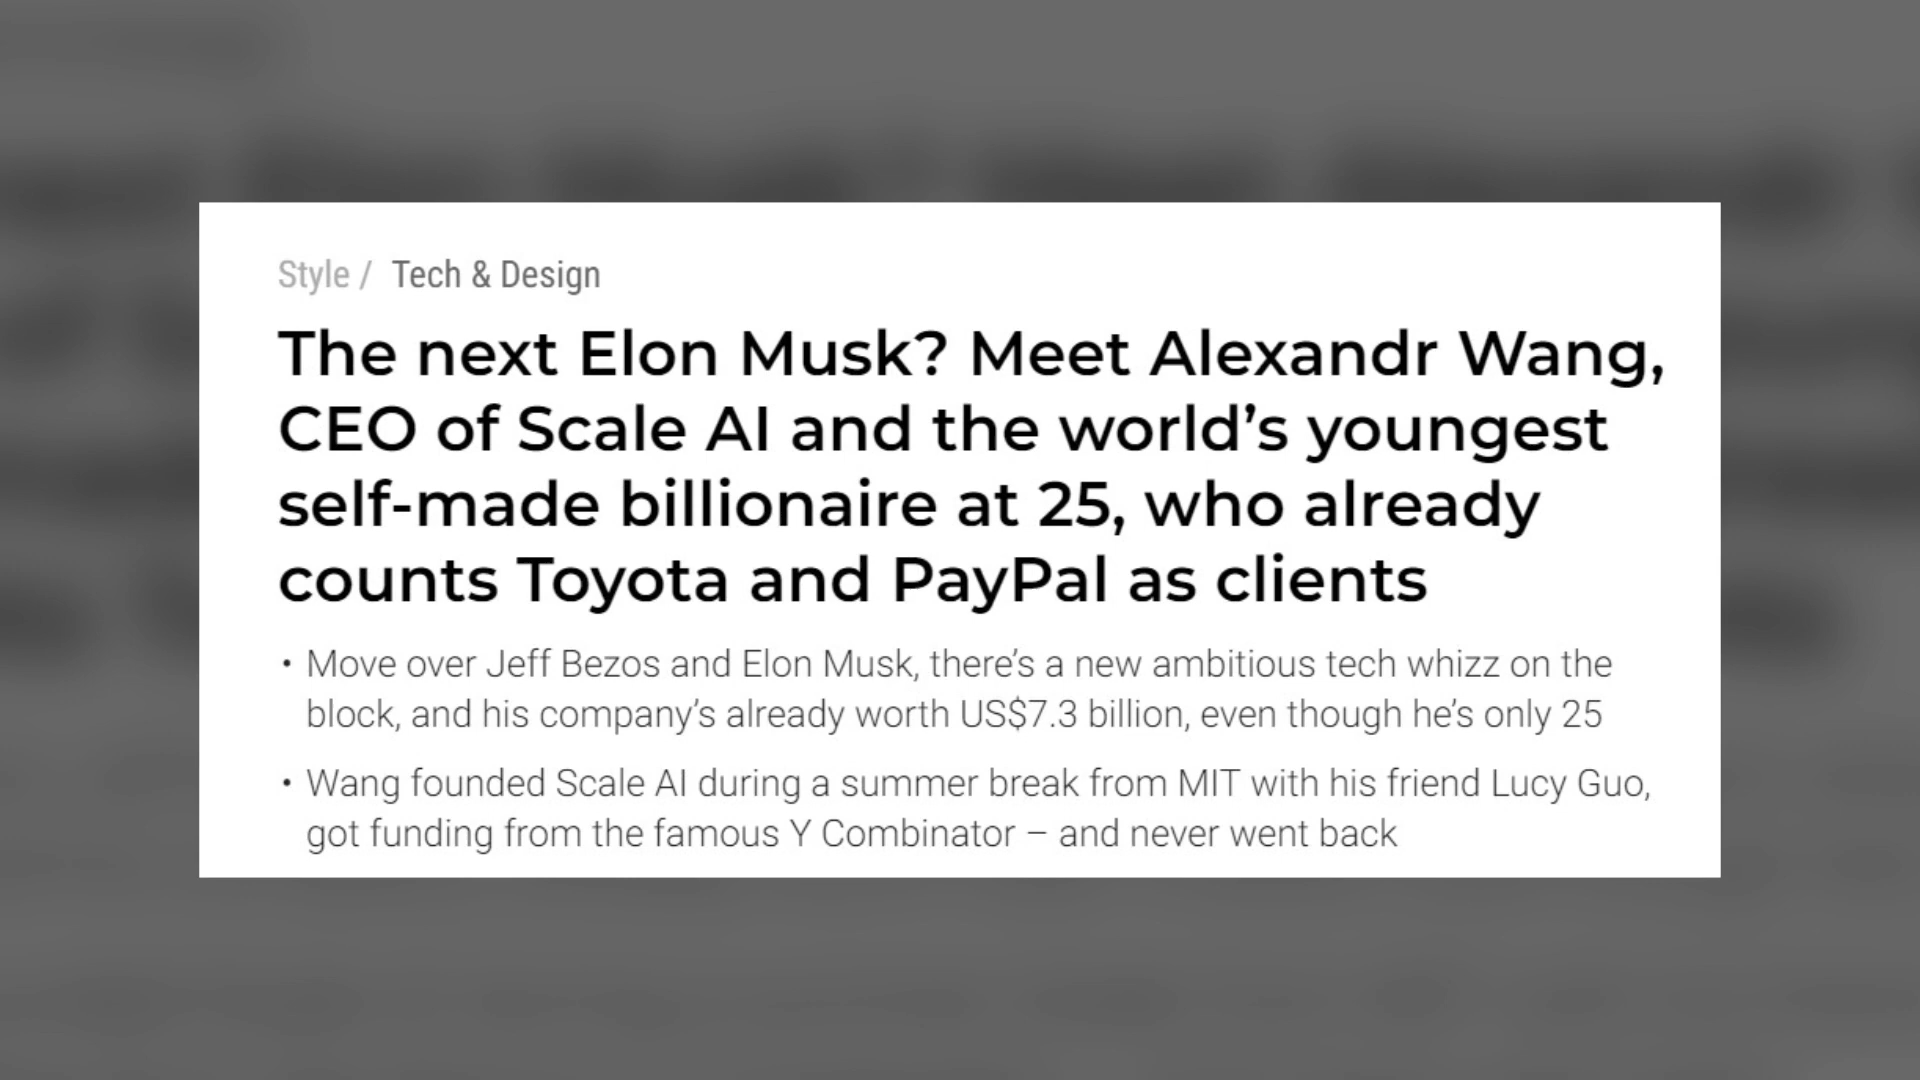 Style / Tech & Design
The next Elon Musk? Meet Alexandr Wang,
CEO of Scale AI and the world’s youngest
self-made billionaire at 25, who already
counts Toyota and PayPal as clients
• Move over Jeff Bezos and Elon Musk, there’s a new ambitious tech whizz on the
block, and his company’s already worth US$7.3 billion, even though he’s only 25
• Wang founded Scale AI during a summer break from MIT with his friend Lucy Guo,
got funding from the famous Y Combinator – and never went back